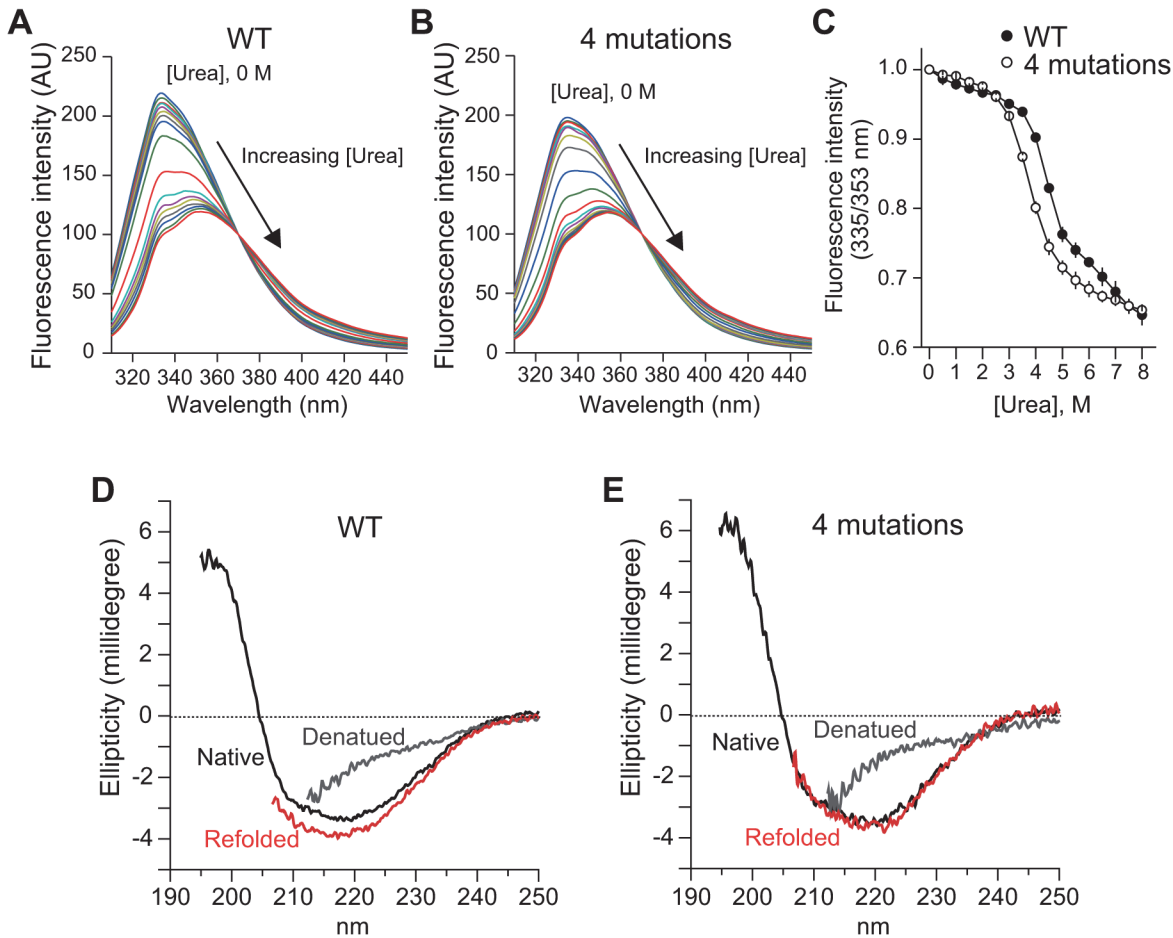 A
WT
Fluorescence intensity (AU)
250
200
150
100
50
0
[Urea], 0 M
Increasing [Urea]
320 340 360 380 400 420 440
Wavelength (nm)
B
4 mutations
Fluorescence intensity (AU)
250
200
150
100
50
0
[Urea], 0 M
Increasing [Urea]
320 340 360 380 400 420 440
Wavelength (nm)
C
WT
4 mutations
Fluorescence intensity
(335/353 nm)
1.0
0.9
0.8
0.7
0.6
0 1 2 3 4 5 6 7 8
[Urea], M
D
WT
Ellipticity (millidegree)
6
4
2
0
-2
-4
Denatued
Native
Refolded
190 200 210 220 230 240 250
nm
E
4 mutations
Ellipticity (millidegree)
6
4
2
0
-2
-4
Denatued
Native
Refolded
190 200 210 220 230 240 250
nm